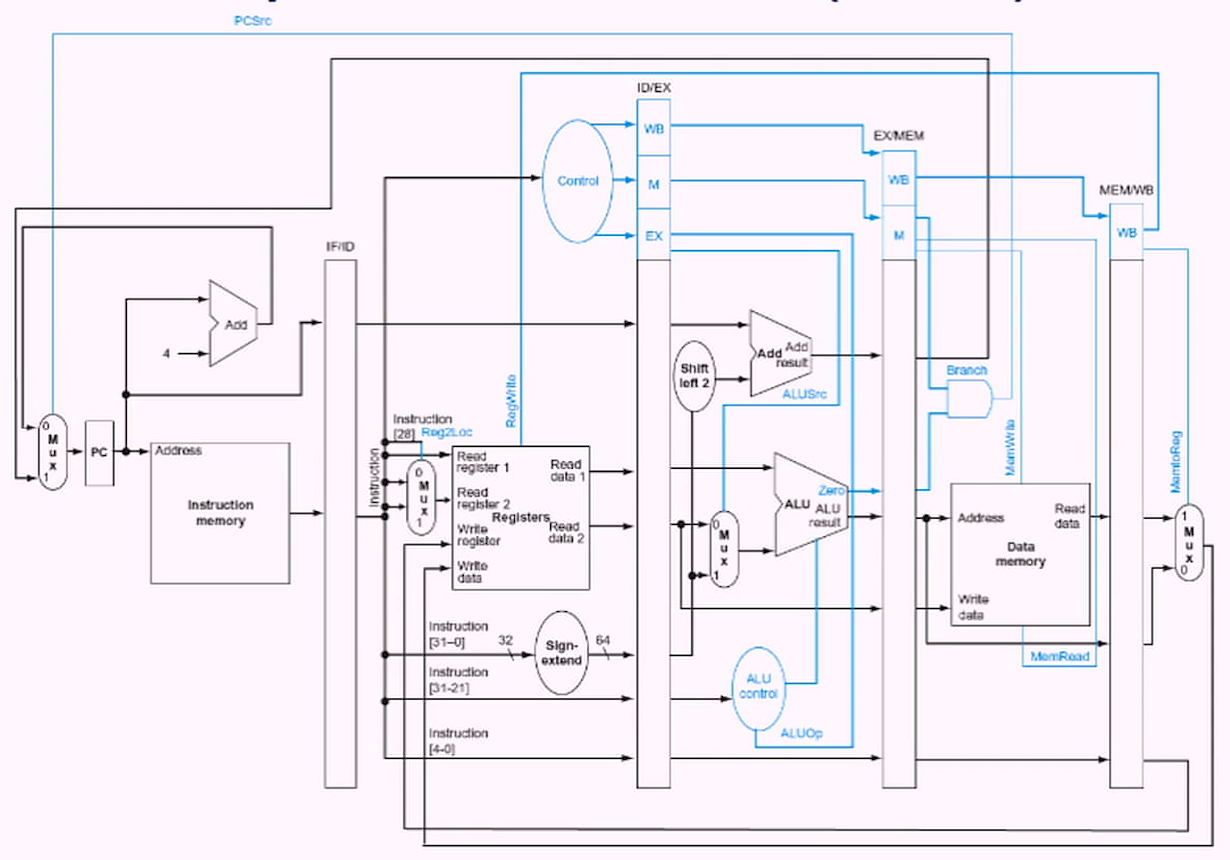 PCSrc
ID/EX
WB
EX/MEM
Control
M
WB
MEM/WB
EX
M
WB
IF/ID
Add
4
Add Add
result
Shift
left 2
Branch
ALUSrc
RegWrite
MemWrite
MemtoReg
Instruction
[28]
Reg2Loc
0
Mux
1
PC
Address
Instruction
memory
Instruction
0
Mux
1
Read
register 1
Read
data 1
Read
register 2
Registers
Write
register
Read
data 2
Write
data
0
Mux
1
Zero
ALU ALU
result
Address
Read
data
Data
memory
Write
data
1
Mux
0
MemRead
Instruction
[31–0]
32
Sign-
extend
64
Instruction
[31-21]
ALU
control
ALUOp
Instruction
[4-0]